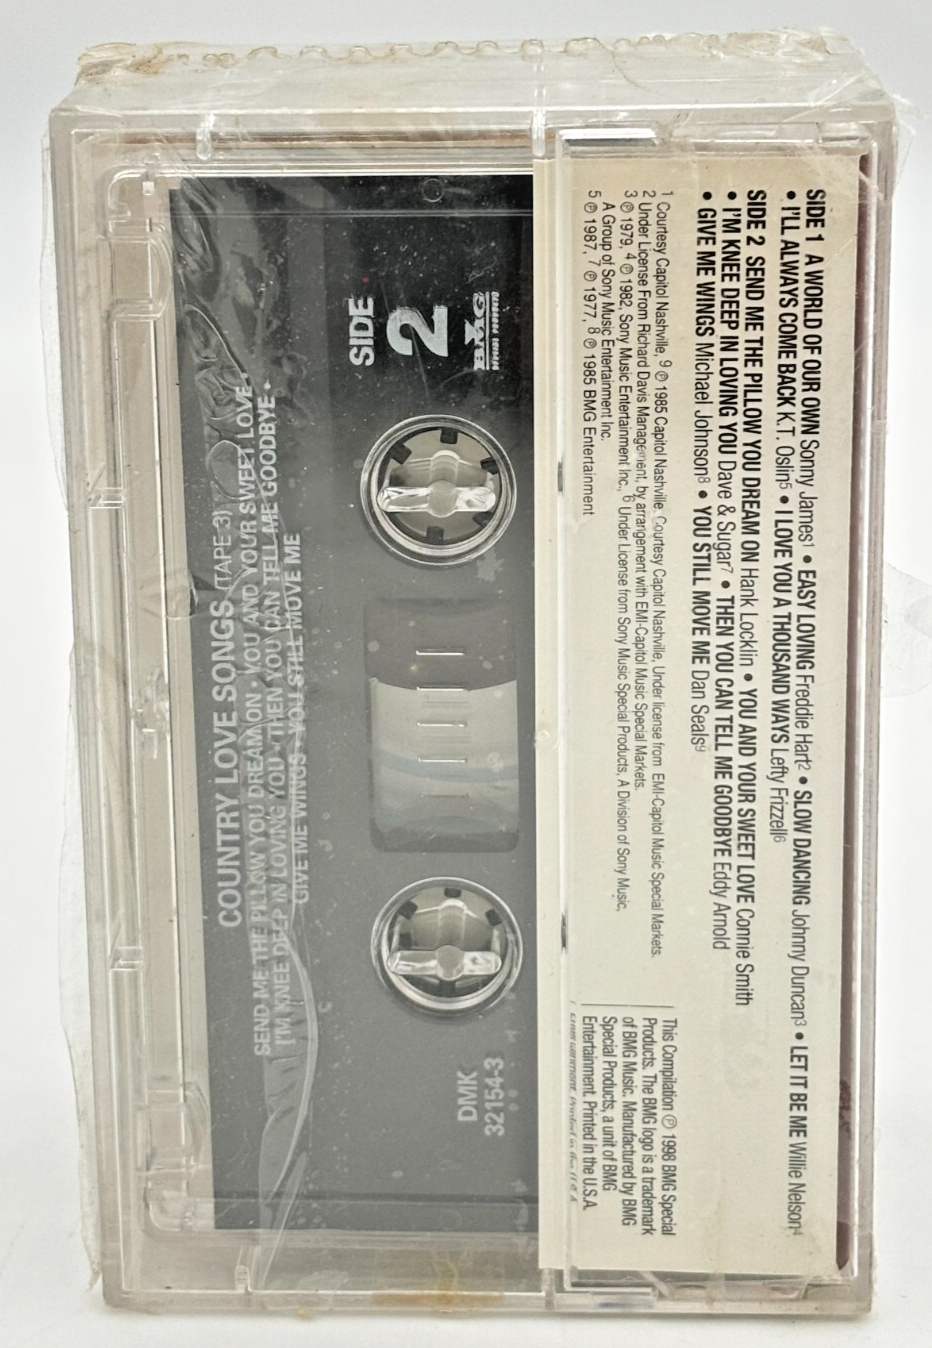 SIDE 1 A WORLD OF OUR OWN Sonny James1 • EASY LOVING Freddie Hart2 • SLOW DANCING Johnny Duncan3 • LET IT BE ME Willie Nelson4
• I'LL ALWAYS COME BACK K.T. Oslin5 • I LOVE YOU A THOUSAND WAYS Lefty Frizzell6
SIDE 2 SEND ME THE PILLOW YOU DREAM ON Hank Locklin • YOU AND YOUR SWEET LOVE Connie Smith
• I'M KNEE DEEP IN LOVING YOU Dave & Sugar7 • THEN YOU CAN TELL ME GOODBYE Eddy Arnold
• GIVE ME WINGS Michael Johnson8 • YOU STILL MOVE ME Dan Seals9
1 Courtesy Capitol Nashville, 9 ℗ 1985 Capitol Nashville. Courtesy Capitol Nashville, Under license from EMI-Capitol Music Special Markets.
2 Under License From Richard Davis Management, by arrangement with EMI-Capitol Music Special Markets.
3 ℗ 1979, 4 ℗ 1982, Sony Music Entertainment Inc., 6 Under License from Sony Music Special Products, A Division of Sony Music,
A Group of Sony Music Entertainment Inc.
5 ℗ 1987, 7 ℗ 1977, 8 ℗ 1985 BMG Entertainment
This Compilation ℗ 1998 BMG Special
Products. The BMG logo is a trademark
of BMG Music. Manufactured by BMG
Special Products, a unit of BMG
Entertainment. Printed in the U.S.A.
BMG
SIDE
2
DMK
32154-3
COUNTRY LOVE SONGS (TAPE 3)
SEND ME THE PILLOW YOU DREAM ON • YOU AND YOUR SWEET LOVE •
I'M KNEE DEEP IN LOVING YOU • THEN YOU CAN TELL ME GOODBYE •
GIVE ME WINGS • YOU STILL MOVE ME